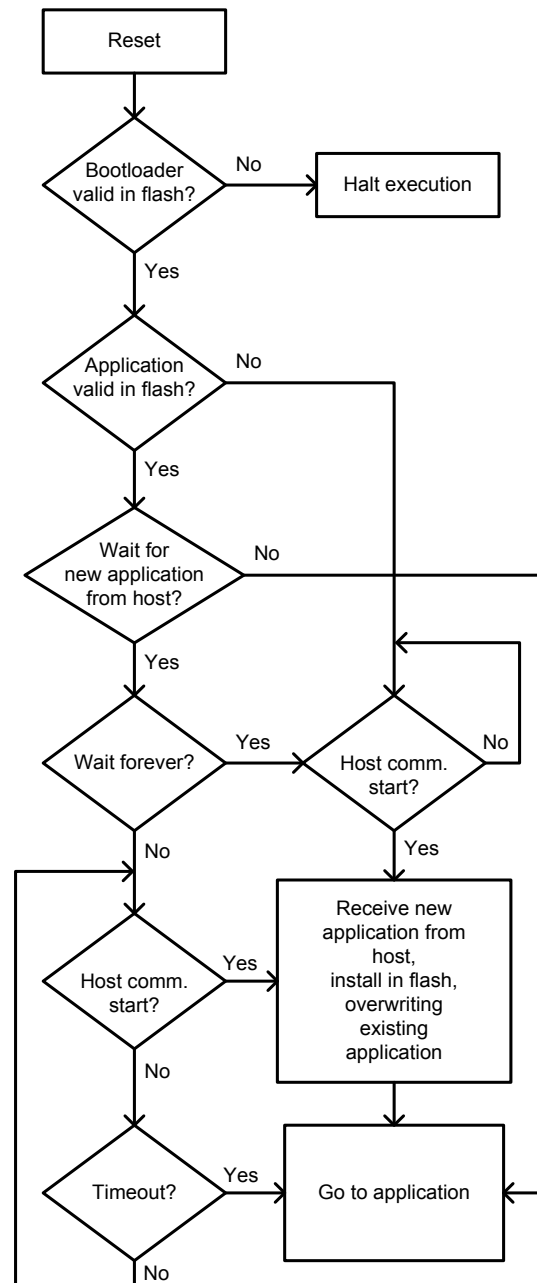 Reset
Bootloader
valid in flash?
No
Halt execution
Yes
Application
valid in flash?
No
Yes
Wait for
new application
from host?
No
Yes
Wait forever?
Yes
Host comm.
start?
No
No
Yes
Receive new
application from
host,
install in flash,
overwriting
existing
application
Host comm.
start?
Yes
No
Timeout?
Yes
Go to application
No